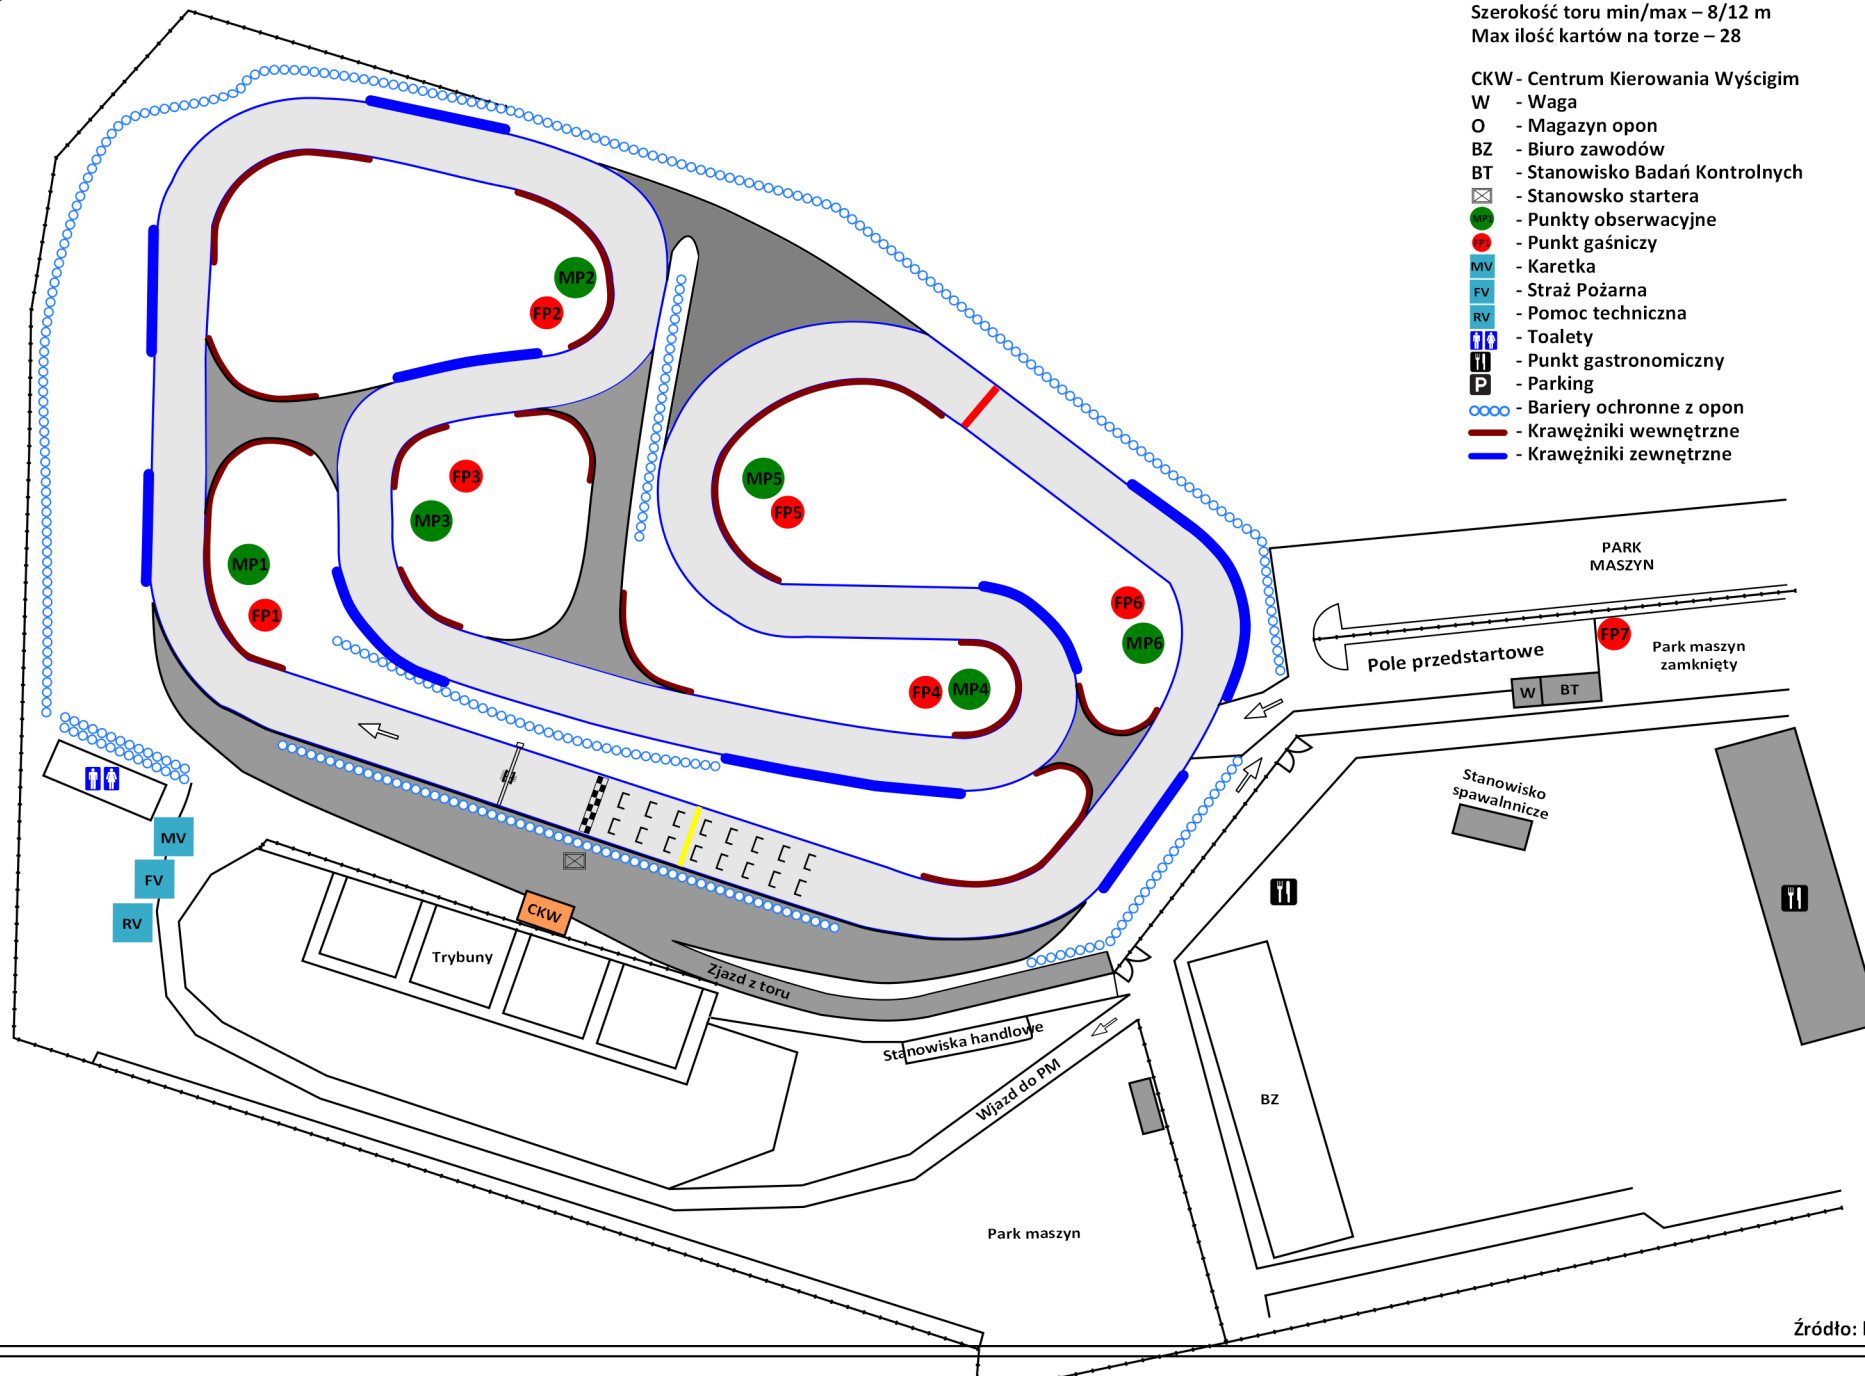 Szerokość toru min/max – 8/12 m
Max ilość kartów na torze – 28
CKW - Centrum Kierowania Wyścigim
W - Waga
O - Magazyn opon
BZ - Biuro zawodów
BT - Stanowisko Badań Kontrolnych
- Stanowsko startera
MP1 - Punkty obserwacyjne
FP1 - Punkt gaśniczy
MV - Karetka
FV - Straż Pożarna
RV - Pomoc techniczna
- Toalety
- Punkt gastronomiczny
P - Parking
- Bariery ochronne z opon
- Krawężniki wewnętrzne
- Krawężniki zewnętrzne
MP2
FP2
FP3
MP3
MP5
FP5
MP1
FP1
FP6
MP6
FP4
MP4
PARK
MASZYN
FP7
Pole przedstartowe
Park maszyn
zamknięty
W
BT
Stanowisko
spawalnnicze
MV
FV
RV
CKW
Trybuny
Zjazd z toru
Stanowiska handlowe
Wjazd do PM
BZ
Park maszyn
Źródło: